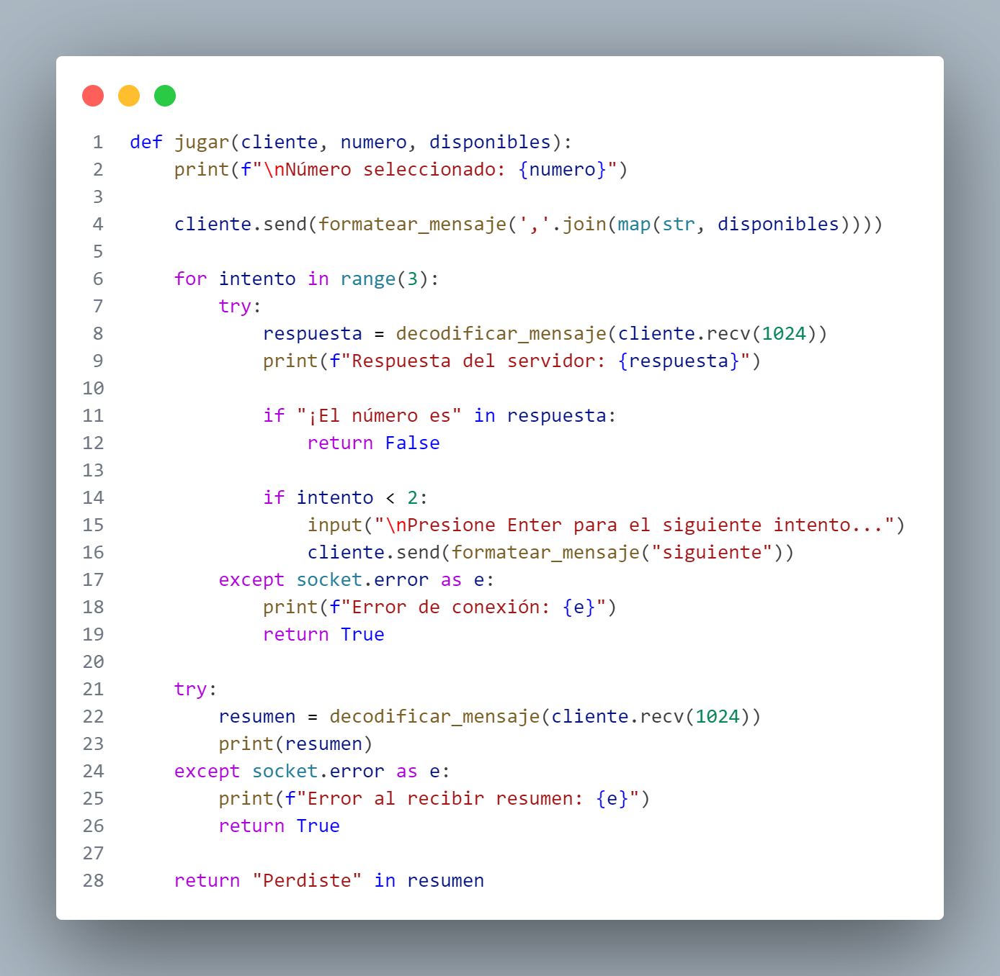 1 def jugar(cliente, numero, disponibles):
2     print(f"\nNúmero seleccionado: {numero}")
3
4     cliente.send(formatear_mensaje(','.join(map(str, disponibles))))
5
6     for intento in range(3):
7         try:
8             respuesta = decodificar_mensaje(cliente.recv(1024))
9             print(f"Respuesta del servidor: {respuesta}")
10
11             if "¡El número es" in respuesta:
12                 return False
13
14             if intento < 2:
15                 input("\nPresione Enter para el siguiente intento...")
16                 cliente.send(formatear_mensaje("siguiente"))
17         except socket.error as e:
18             print(f"Error de conexión: {e}")
19             return True
20
21     try:
22         resumen = decodificar_mensaje(cliente.recv(1024))
23         print(resumen)
24     except socket.error as e:
25         print(f"Error al recibir resumen: {e}")
26         return True
27
28     return "Perdiste" in resumen